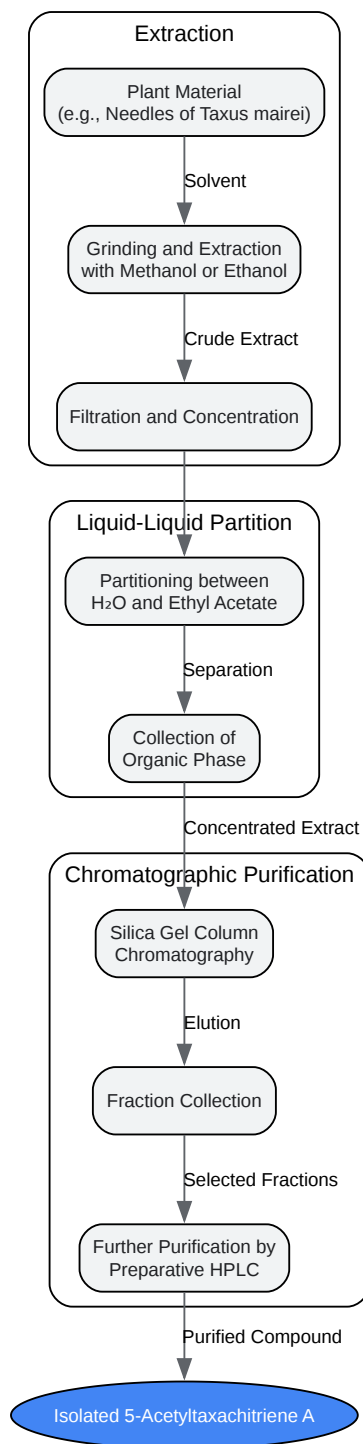 Extraction
Plant Material
(e.g., Needles of Taxus mairei)
Solvent
Grinding and Extraction
with Methanol or Ethanol
Crude Extract
Filtration and Concentration
Liquid-Liquid Partition
Partitioning between
H₂O and Ethyl Acetate
Separation
Collection of
Organic Phase
Concentrated Extract
Chromatographic Purification
Silica Gel Column
Chromatography
Elution
Fraction Collection
Selected Fractions
Further Purification by
Preparative HPLC
Purified Compound
Isolated 5-Acetyltaxachitriene A